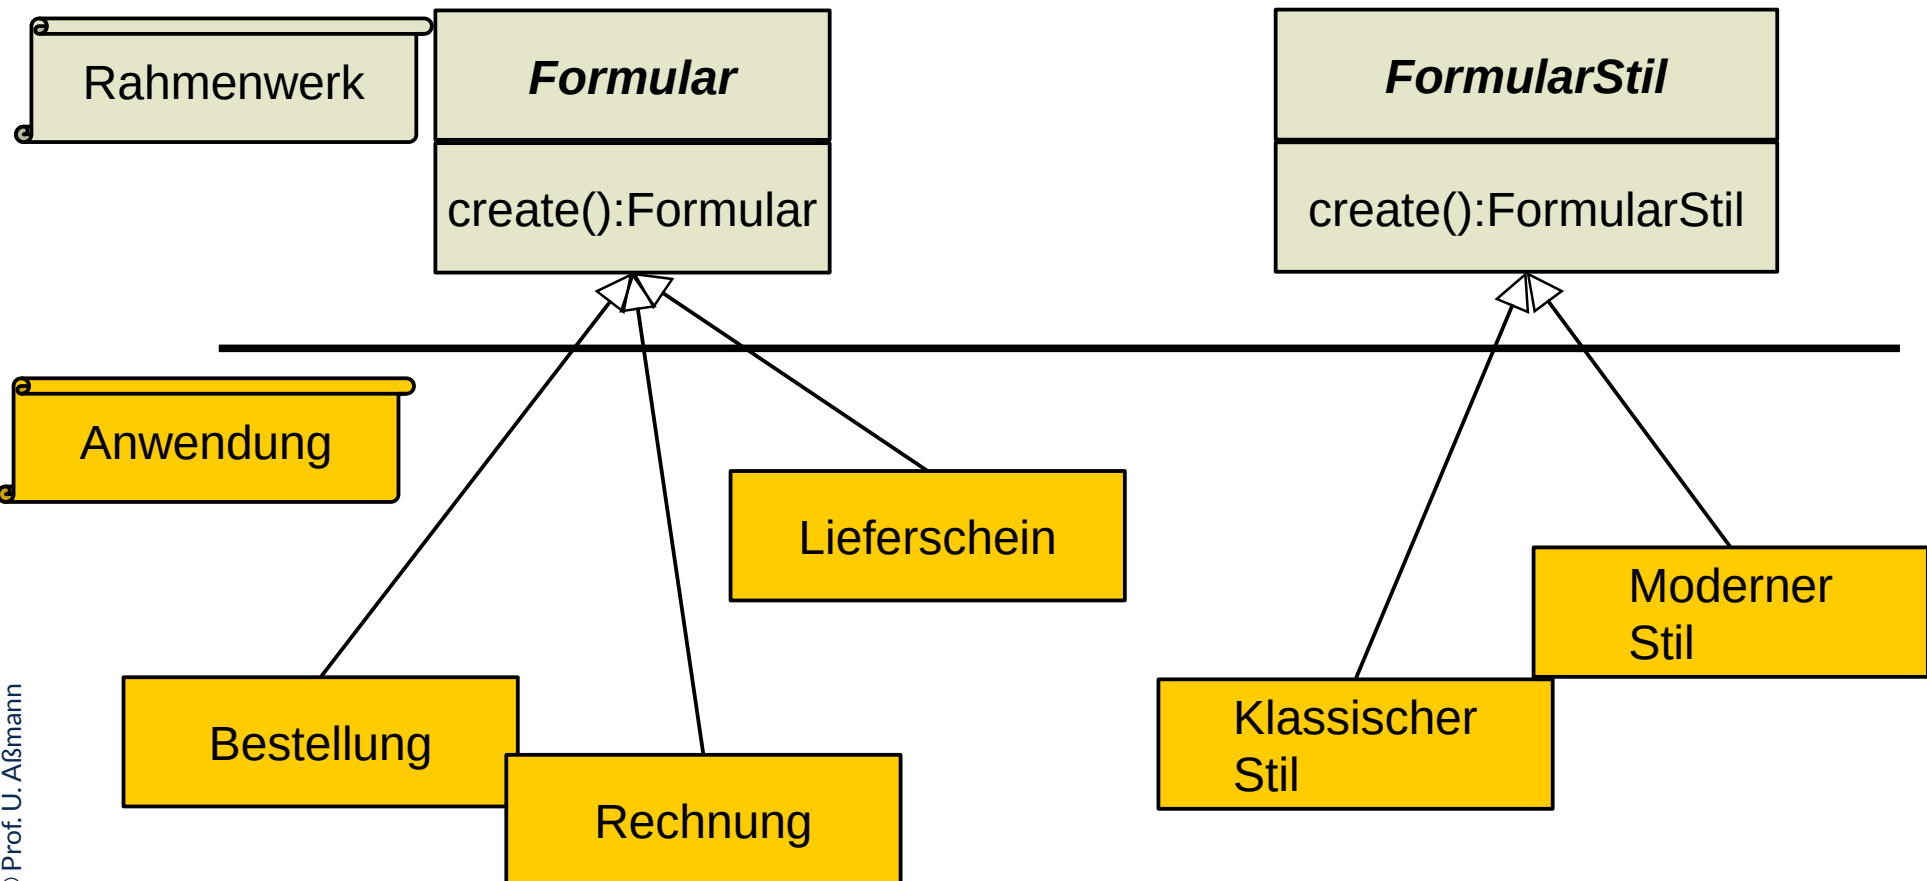 Rahmenwerk
Formular
FormularStil
create():Formular
create():FormularStil
Anwendung
Lieferschein
Moderner
Stil
Bestellung
Klassischer
Stil
Rechnung
© Prof. U. Aßmann